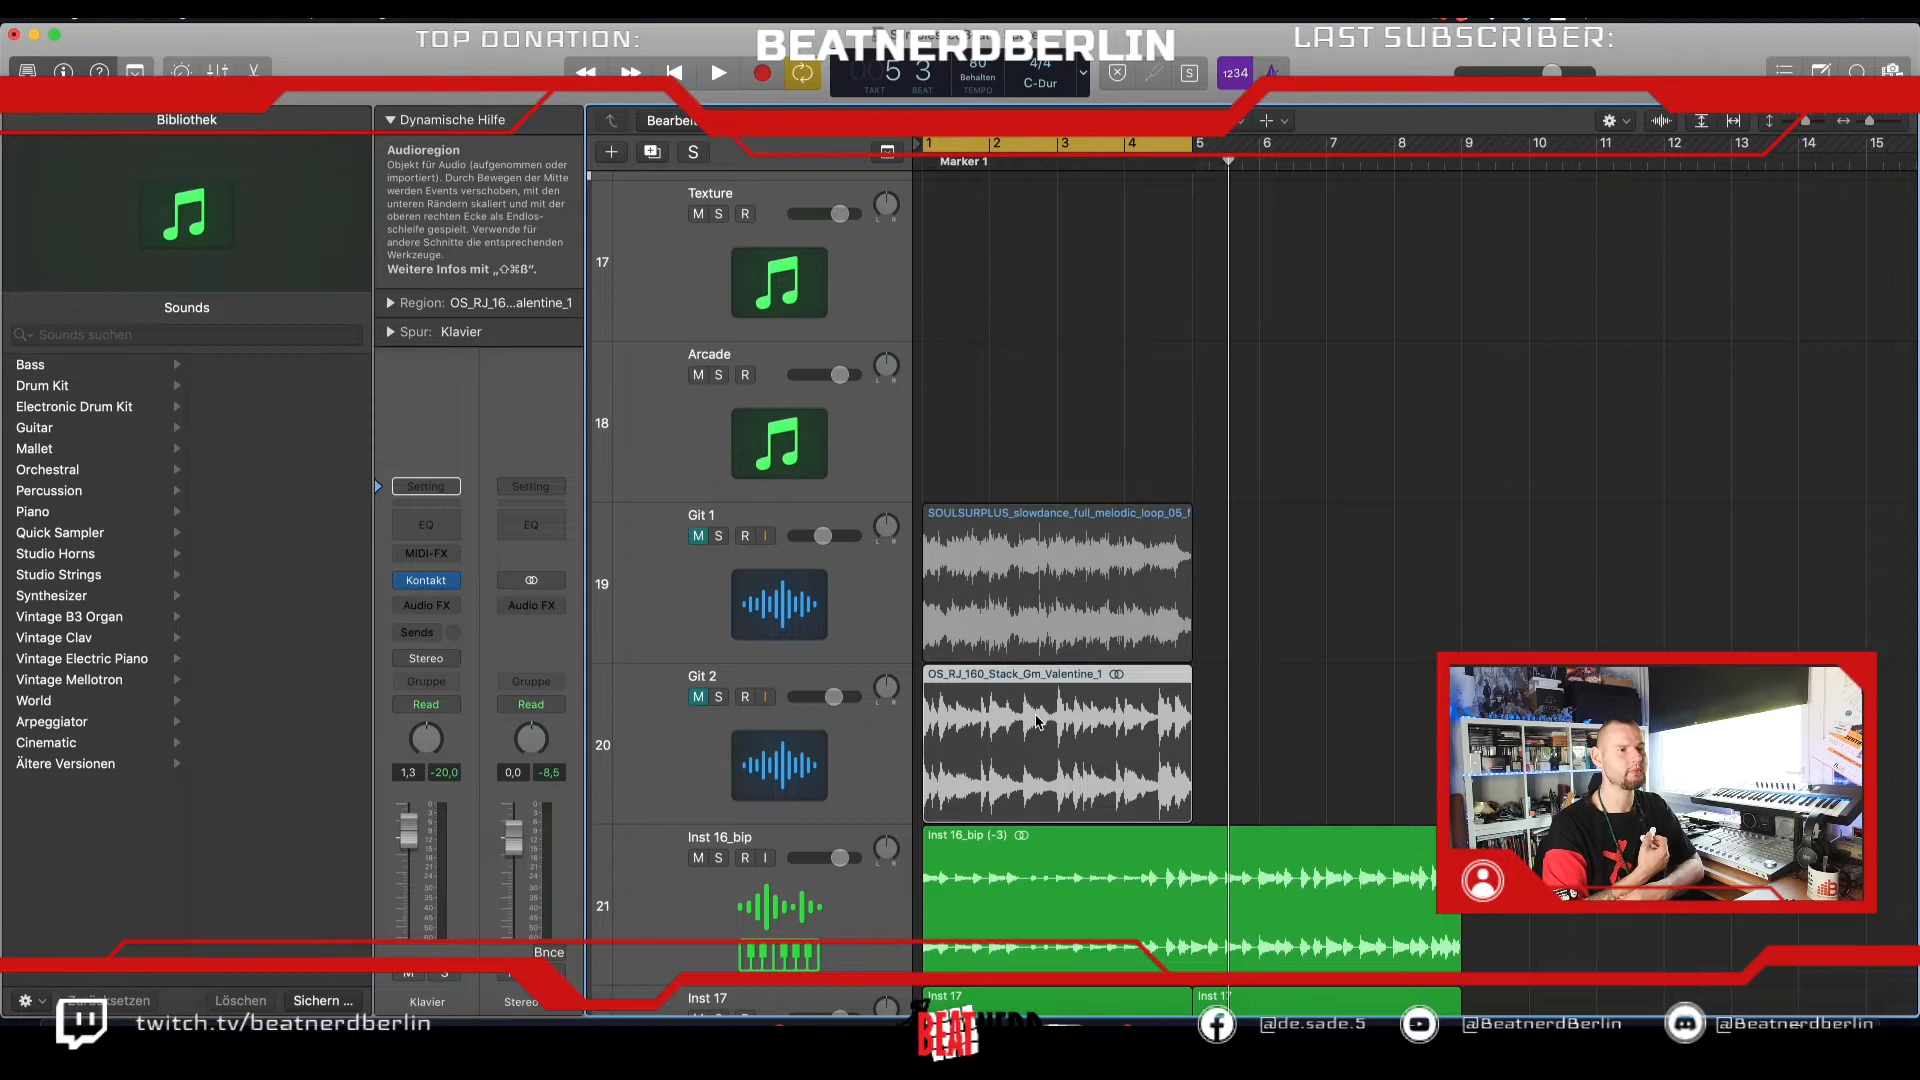 TOP DONATION:
BEATNERDBERLIN
LAST SUBSCRIBER:
5 3
TAKT
BEAT
80
Behalten
TEMPO
4/4
C-Dur
S
1234
Bibliothek
Dynamische Hilfe
Audioregion
Objekt für Audio (aufgenommen oder
importiert). Durch Bewegen der Mitte
werden Events verschoben, mit den
unteren Rändern skaliert und mit der
oberen rechten Ecke als Endlos-
schleife gespielt. Verwende für
andere Schnitte die entsprechenden
Werkzeuge.
Weitere Infos mit „⇧⌘ß“.
Region: OS_RJ_16...alentine_1
Spur: Klavier
Sounds
Sounds suchen
Bass
Drum Kit
Electronic Drum Kit
Guitar
Mallet
Orchestral
Percussion
Piano
Quick Sampler
Studio Horns
Studio Strings
Synthesizer
Vintage B3 Organ
Vintage Clav
Vintage Electric Piano
Vintage Mellotron
World
Arpeggiator
Cinematic
Ältere Versionen
Zurücksetzen
Löschen
Sichern ...
Setting
Setting
EQ
EQ
MIDI-FX
Kontakt
Audio FX
Audio FX
Sends
Stereo
Gruppe
Gruppe
Read
Read
1,3 -20,0
0,0 -8,5
Bnce
M S
Klavier
S
1 2 3 4 5 6 7 8 9 10 11 12 13 14 15
Marker 1
Texture
M S R
17
Arcade
M S R
18
Git 1
M S R I
19
SOULSURPLUS_slowdance_full_melodic_loop_05_f
Git 2
M S R I
20
OS_RJ_160_Stack_Gm_Valentine_1
Inst 16_bip
M S R I
21
Inst 16_bip (-3)
Inst 17
Inst 17
twitch.tv/beatnerdberlin
BEATNERD
@de.sade.5
@BeatnerdBerlin
@Beatnerdberlin